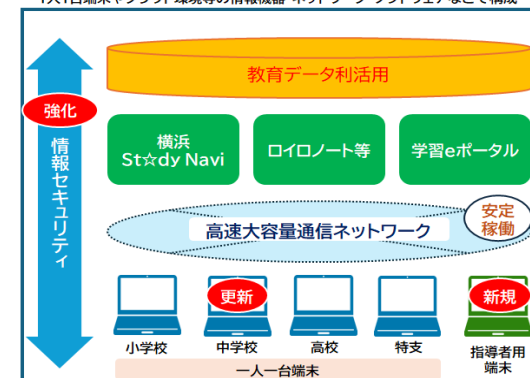 1人1台端末やクラウド環境等の情報機器・ネットワーク・ソフトウェアなどで構成
教育データ利活用
強化
情報セキュリティ
横浜
St☆dy Navi
ロイロノート等
学習eポータル
高速大容量通信ネットワーク
安定
稼働
更新
新規
小学校
中学校
高校
特支
指導者用
端末
一人一台端末